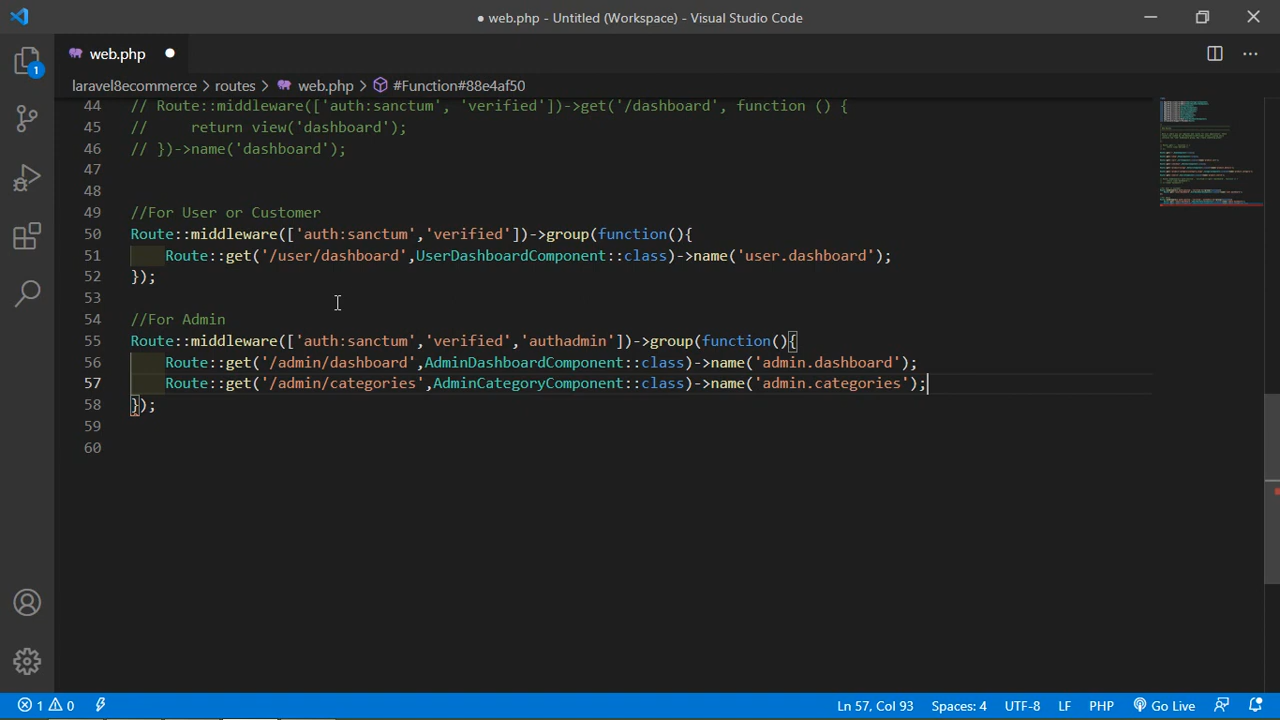 ● web.php - Untitled (Workspace) - Visual Studio Code
web.php ●
laravel8ecommerce > routes > web.php > #Function#88e4af50
1
44 // Route::middleware(['auth:sanctum', 'verified'])->get('/dashboard', function () {
45 //     return view('dashboard');
46 // })->name('dashboard');
47
48
49 //For User or Customer
50 Route::middleware(['auth:sanctum','verified'])->group(function(){
51     Route::get('/user/dashboard',UserDashboardComponent::class)->name('user.dashboard');
52 });
53
54 //For Admin
55 Route::middleware(['auth:sanctum','verified','authadmin'])->group(function(){
56     Route::get('/admin/dashboard',AdminDashboardComponent::class)->name('admin.dashboard');
57     Route::get('/admin/categories',AdminCategoryComponent::class)->name('admin.categories');
58 });
59
60
1 0 Ln 57, Col 93 Spaces: 4 UTF-8 LF PHP Go Live